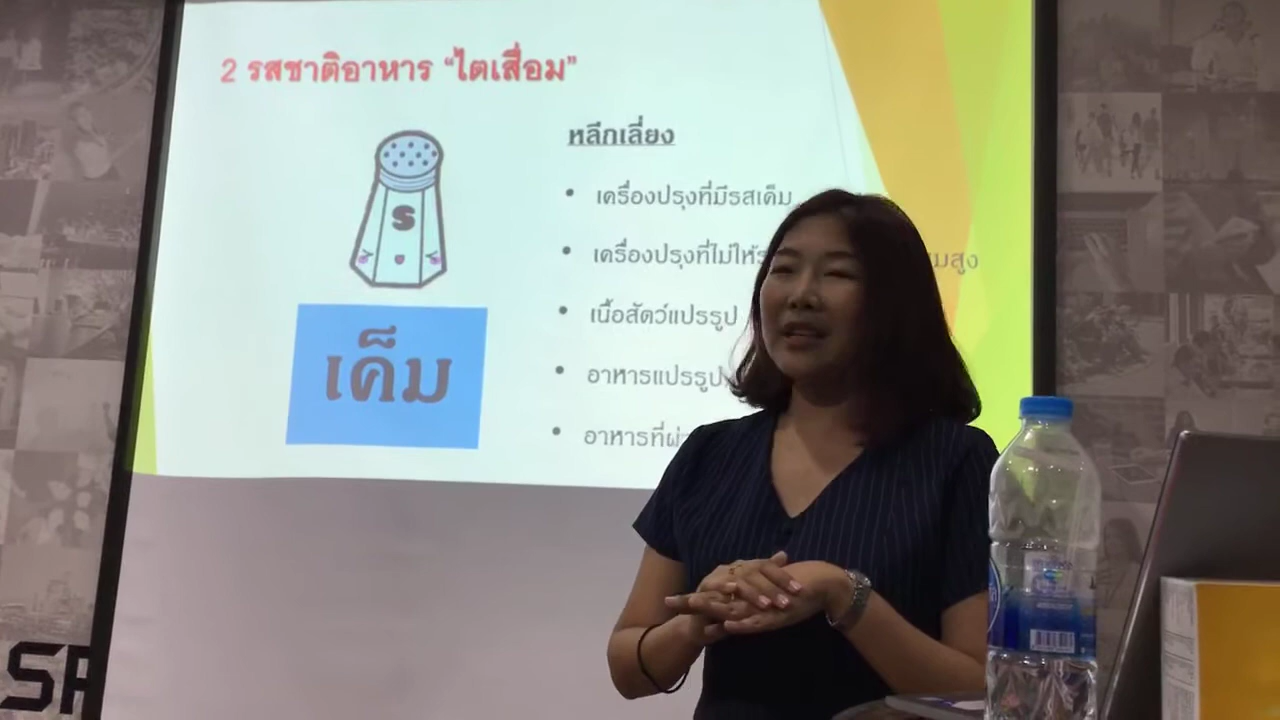 2 รสชาติอาหาร “ไตเสื่อม”
หลีกเลี่ยง
• เครื่องปรุงที่มีรสเค็ม
• เครื่องปรุงที่ไม่ให้ร
มสูง
• เนื้อสัตว์แปรรูป
• อาหารแปรรูป
• อาหารที่ผ่
S
เค็ม
SF